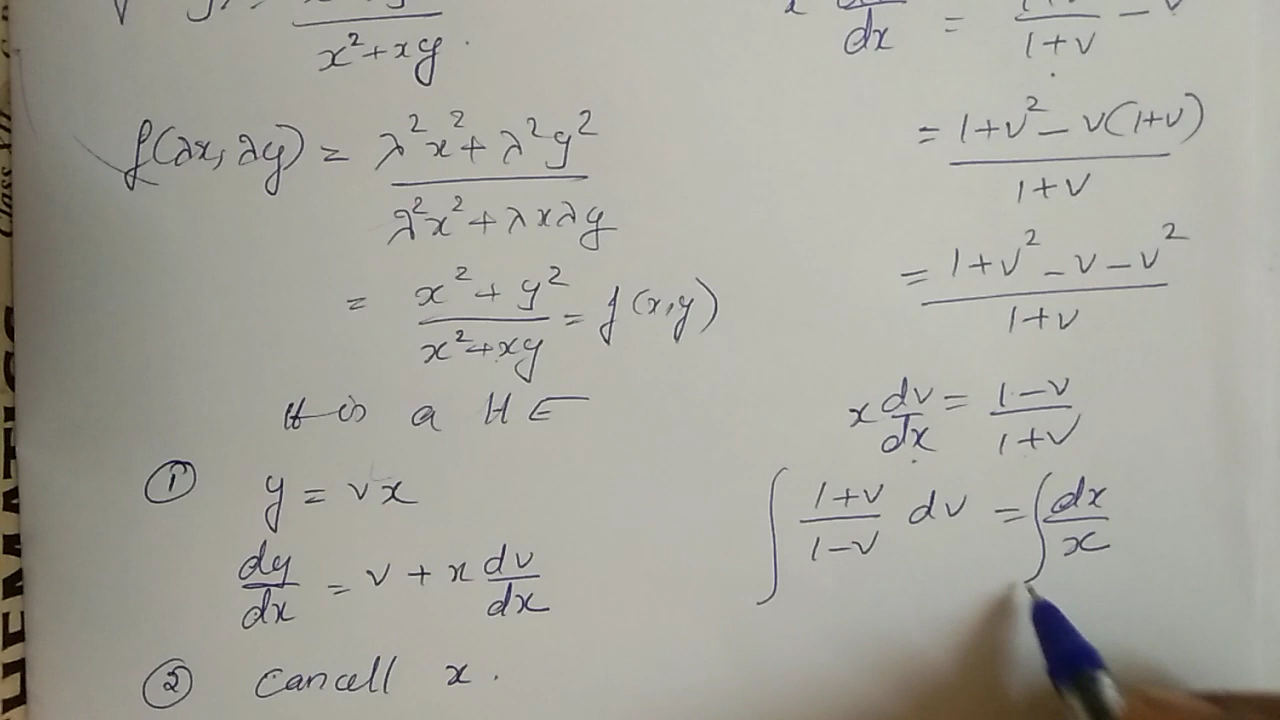 x² + xy
f(λx, λy) = λ²x² + λ²y² / λ²x² + λxλy
= x² + y² / x² + xy = f(x,y)
It is a HE
① y = vx
dy/dx = v + x dv/dx
② Cancell x.
dx = 1+v
= 1+v² - v(1+v) / 1+v
= 1+v² - v - v² / 1+v
x dv/dx = 1-v / 1+v
∫ 1+v / 1-v dv = ∫ dx/x